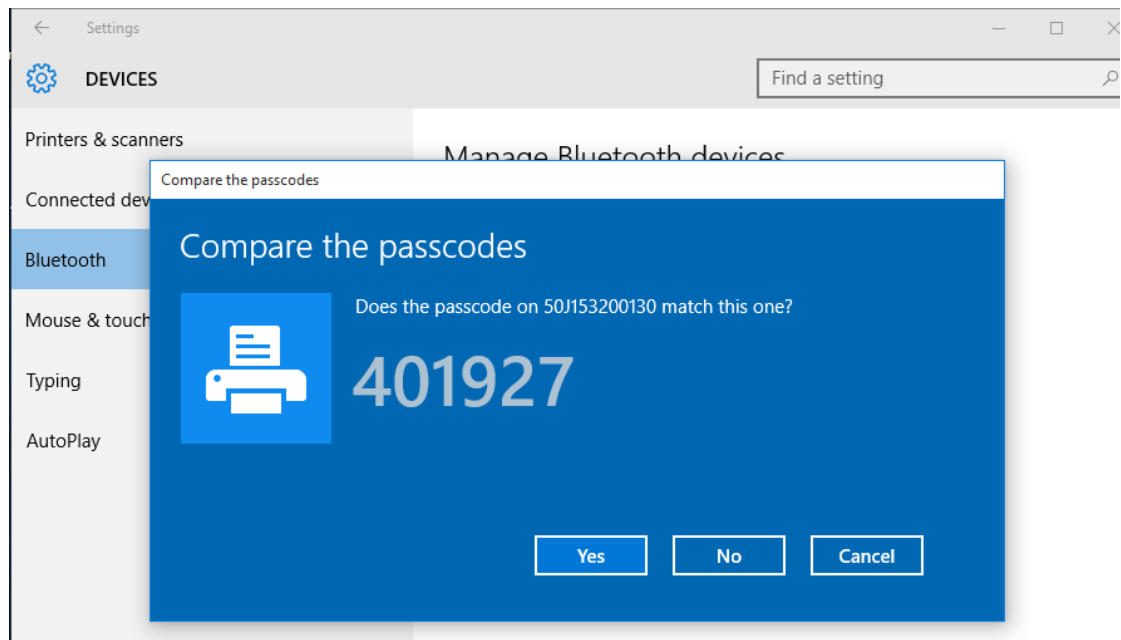 Settings
DEVICES
Find a setting
Printers & scanners
Manage Bluetooth devices
Compare the passcodes
Connected dev
Compare the passcodes
Bluetooth
Does the passcode on 50J153200130 match this one?
Mouse & touch
401927
Typing
AutoPlay
Yes No Cancel